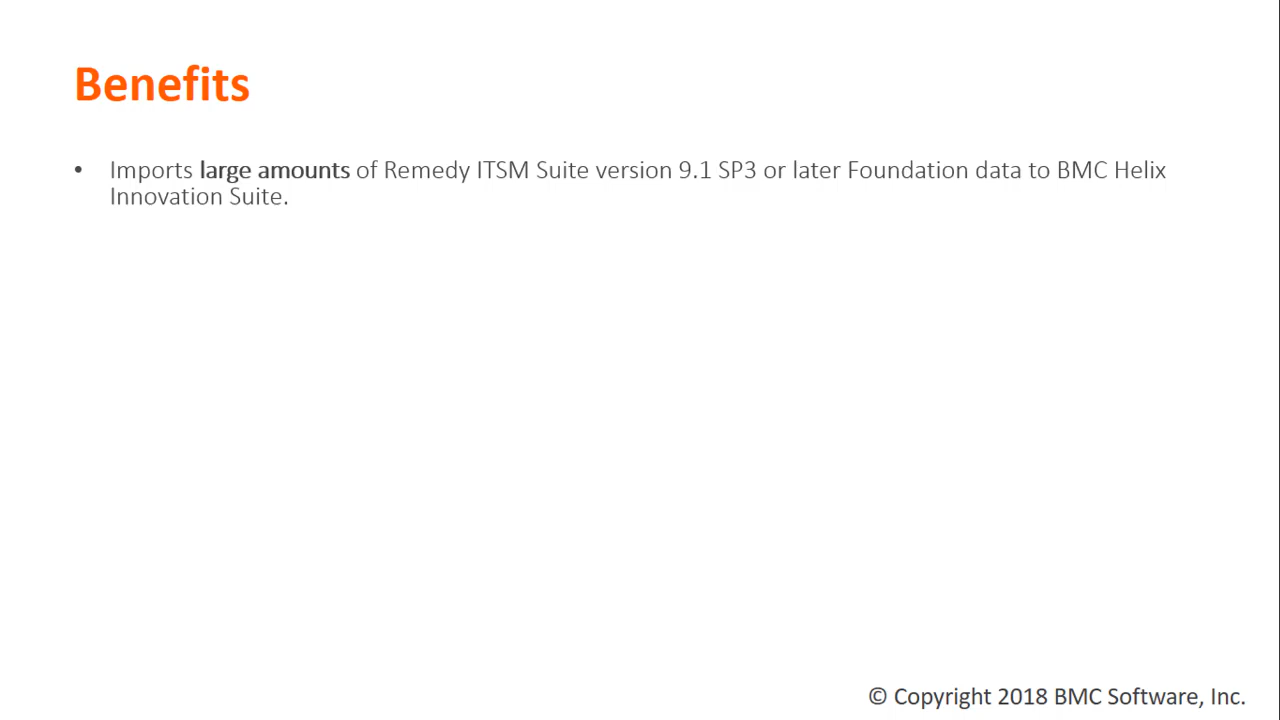 Benefits
• Imports large amounts of Remedy ITSM Suite version 9.1 SP3 or later Foundation data to BMC Helix
Innovation Suite.
© Copyright 2018 BMC Software, Inc.